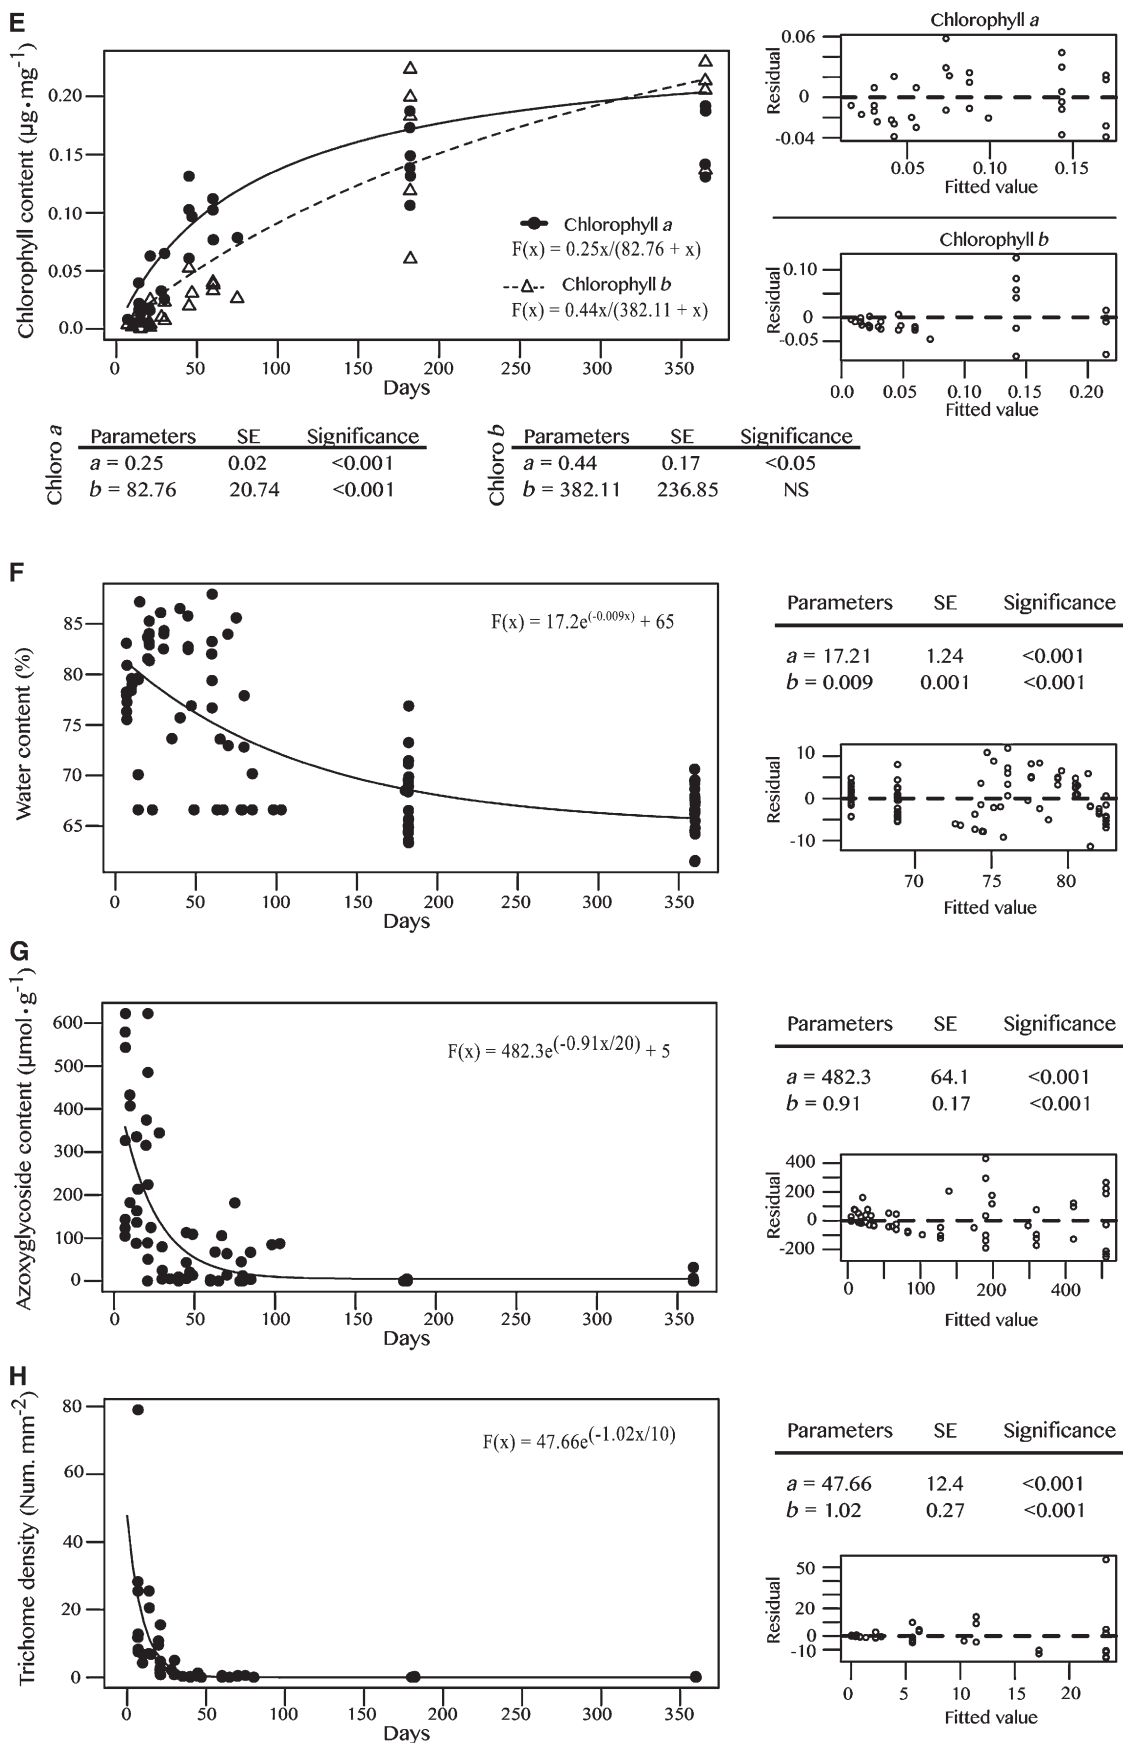 E
Chlorophyll content (µg•mg-1)
0.20
0.15
0.10
0.05
0.0
0 50 100 150 200 250 300 350
Days
Chlorophyll a
F(x) = 0.25x/(82.76 + x)
Chlorophyll b
F(x) = 0.44x/(382.11 + x)
Chlorophyll a
Residual
0.06
0
-0.04
0.05 0.10 0.15
Fitted value
Chlorophyll b
Residual
0.10
0
-0.05
0.0 0.05 0.10 0.15 0.20
Fitted value
Chloro a
Parameters SE Significance
a = 0.25 0.02 <0.001
b = 82.76 20.74 <0.001
Chloro b
Parameters SE Significance
a = 0.44 0.17 <0.05
b = 382.11 236.85 NS
F
Water content (%)
85
80
75
70
65
0 50 100 150 200 250 300 350
Days
F(x) = 17.2e(-0.009x) + 65
Parameters SE Significance
a = 17.21 1.24 <0.001
b = 0.009 0.001 <0.001
Residual
10
0
-10
70 75 80
Fitted value
G
Azoxyglycoside content (µmol•g-1)
600
500
400
300
200
100
0
0 50 100 150 200 250 300 350
Days
F(x) = 482.3e(-0.91x/20) + 5
Parameters SE Significance
a = 482.3 64.1 <0.001
b = 0.91 0.17 <0.001
Residual
400
200
0
-200
0 100 200 400
Fitted value
H
Trichome density (Num. mm-2)
80
60
40
20
0
0 50 100 150 200 250 300 350
Days
F(x) = 47.66e(-1.02x/10)
Parameters SE Significance
a = 47.66 12.4 <0.001
b = 1.02 0.27 <0.001
Residual
50
20
0
-10
0 5 10 15 20
Fitted value